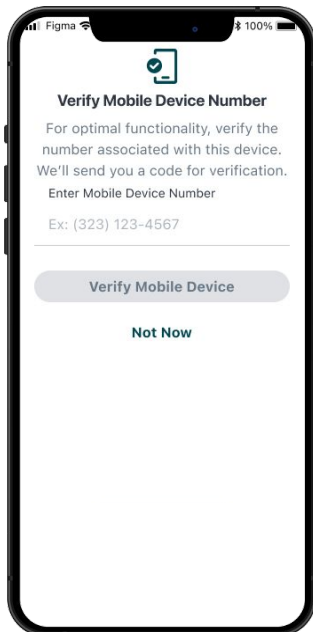 Figma 100%
Verify Mobile Device Number
For optimal functionality, verify the
number associated with this device.
We’ll send you a code for verification.
Enter Mobile Device Number
Ex: (323) 123-4567
Verify Mobile Device
Not Now